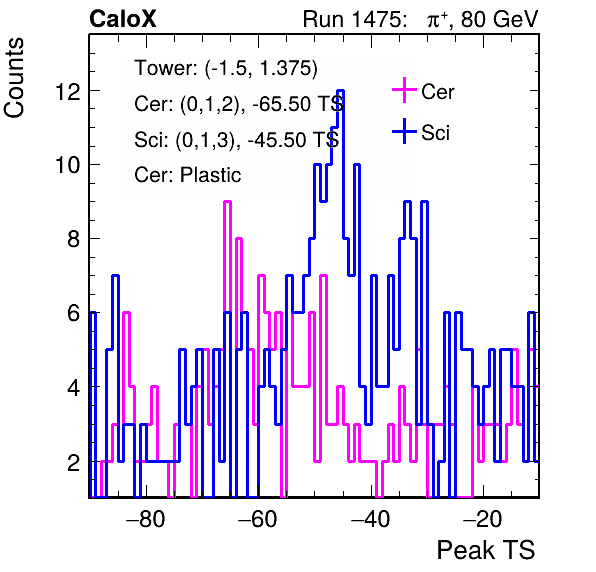 CaloX Run 1475: π⁺, 80 GeV
Counts
Tower: (-1.5, 1.375)
Cer: (0,1,2), -65.50 TS
Sci: (0,1,3), -45.50 TS
Cer: Plastic
Cer
Sci
12
10
8
6
4
2
−80 −60 −40 −20
Peak TS